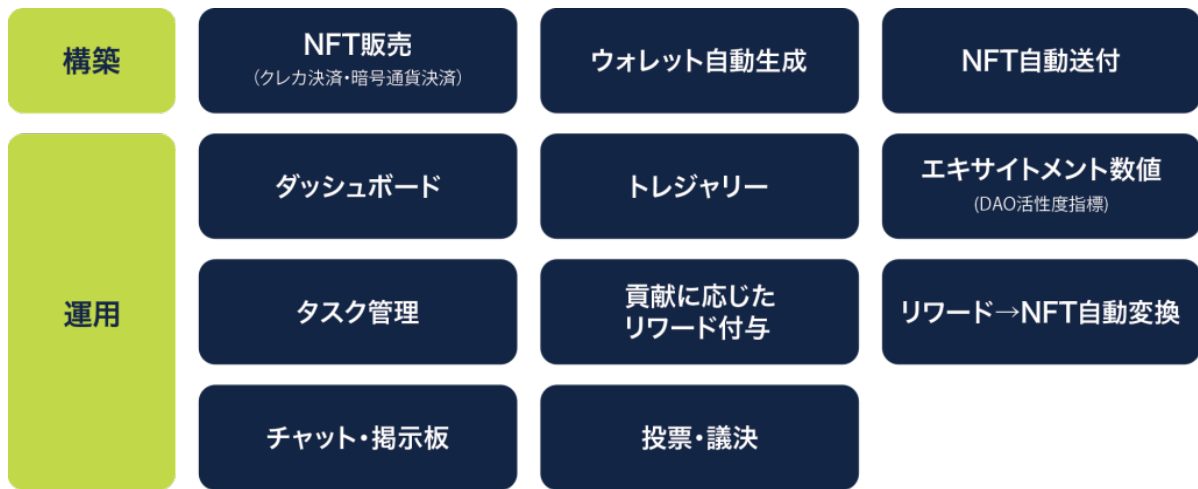 構築
NFT販売
（クレカ決済・暗号通貨決済）
ウォレット自動生成
NFT自動送付
運用
ダッシュボード
トレジャリー
エキサイトメント数値
(DAO活性度指標)
タスク管理
貢献に応じた
リワード付与
リワード→NFT自動変換
チャット・掲示板
投票・議決